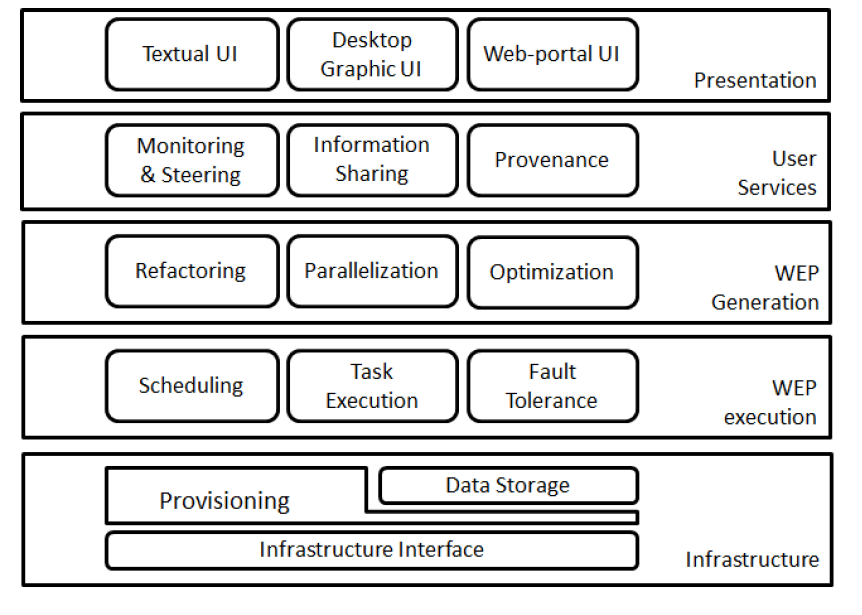 Textual UI
Desktop
Graphic UI
Web-portal UI
Presentation
Monitoring
& Steering
Information
Sharing
Provenance
User
Services
Refactoring
Parallelization
Optimization
WEP
Generation
Scheduling
Task
Execution
Fault
Tolerance
WEP
execution
Provisioning
Data Storage
Infrastructure Interface
Infrastructure